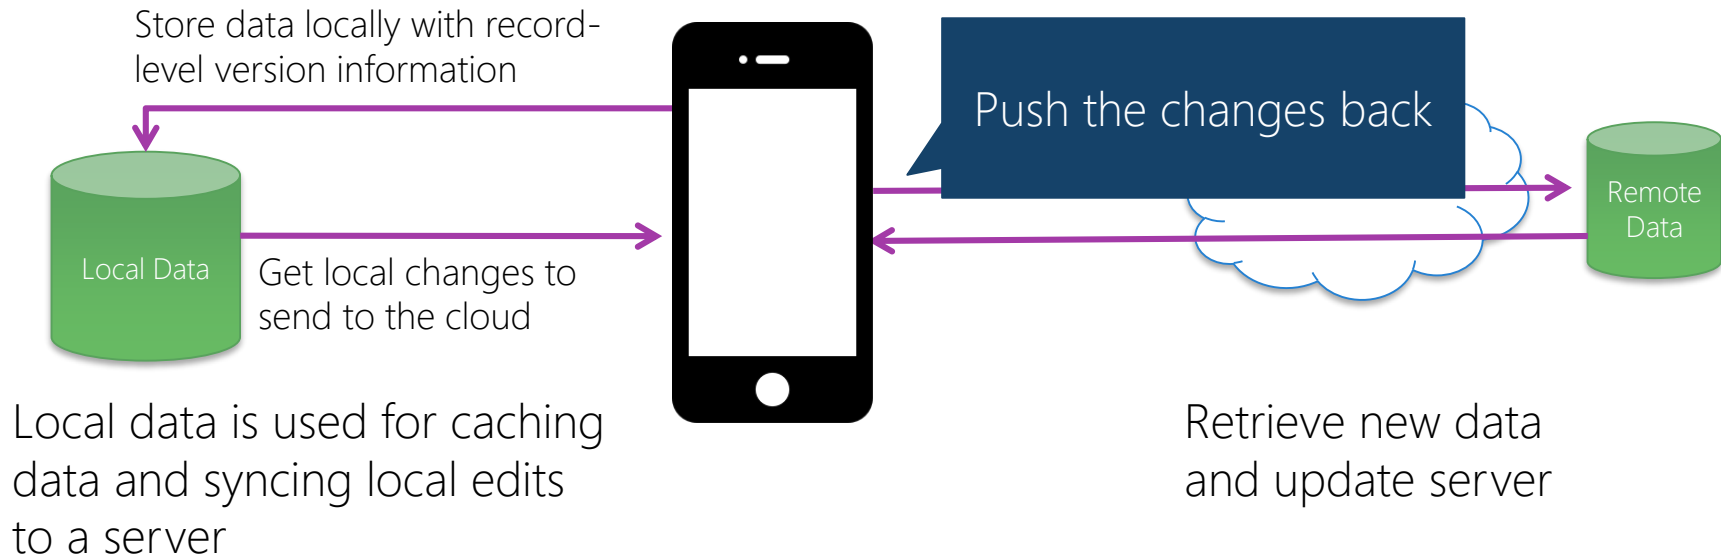 Store data locally with record-
level version information
Push the changes back
Remote
Data
Local Data
Get local changes to
send to the cloud
Local data is used for caching
data and syncing local edits
to a server
Retrieve new data
and update server